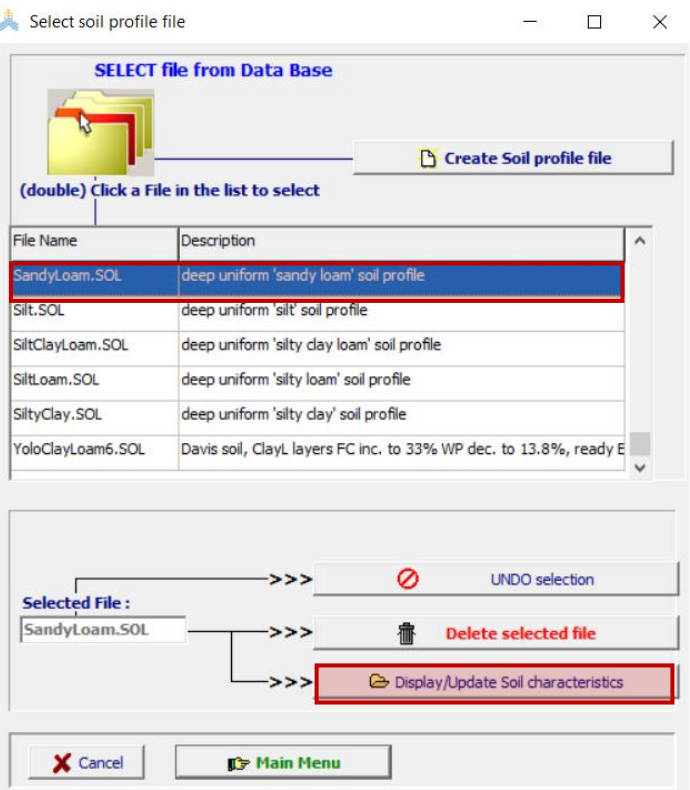 Select soil profile file
SELECT file from Data Base
Create Soil profile file
(double) Click a File in the list to select
File Name Description
SandyLoam.SOL deep uniform 'sandy loam' soil profile
Silt.SOL deep uniform 'silt' soil profile
SiltClayLoam.SOL deep uniform 'silty clay loam' soil profile
SiltLoam.SOL deep uniform 'silty loam' soil profile
SiltyClay.SOL deep uniform 'silty clay' soil profile
YoloClayLoam6.SOL Davis soil, ClayL layers FC inc. to 33% WP dec. to 13.8%, ready E
>>> UNDO selection
Selected File :
SandyLoam.SOL >>> Delete selected file
>>> Display/Update Soil characteristics
Cancel Main Menu